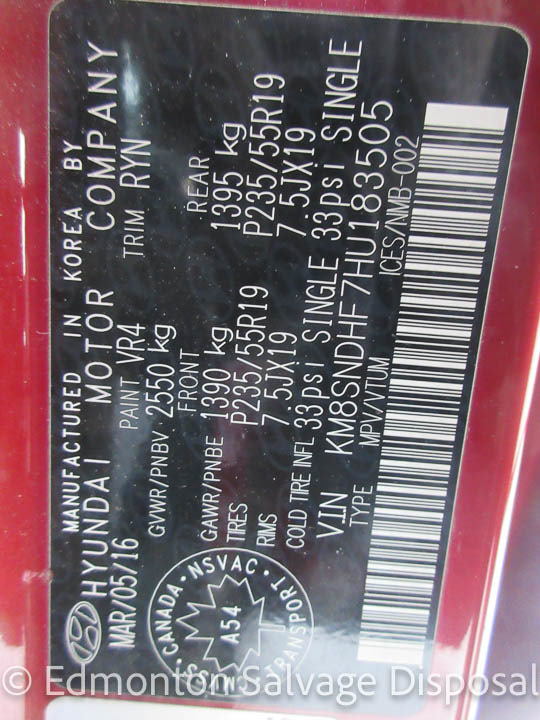 MANUFACTURED IN KOREA BY
HYUNDAI MOTOR COMPANY
MAR/05/16 PAINT VR4 TRIM RYN
GVWR/PNBV 2550 kg
FRONT REAR
GAWR/PNBE 1390 kg 1395 kg
TIRES P235/55R19 P235/55R19
RIMS 7.5JX19 7.5JX19
COLD TIRE INFL 33psi SINGLE 33psi SINGLE
VIN KM8SNDHF7HU183505
TYPE MPV/VTUM ICES/NMB-002
CANADA · NSVAC
A54
TRANSPORT
© Edmonton Salvage Disposal